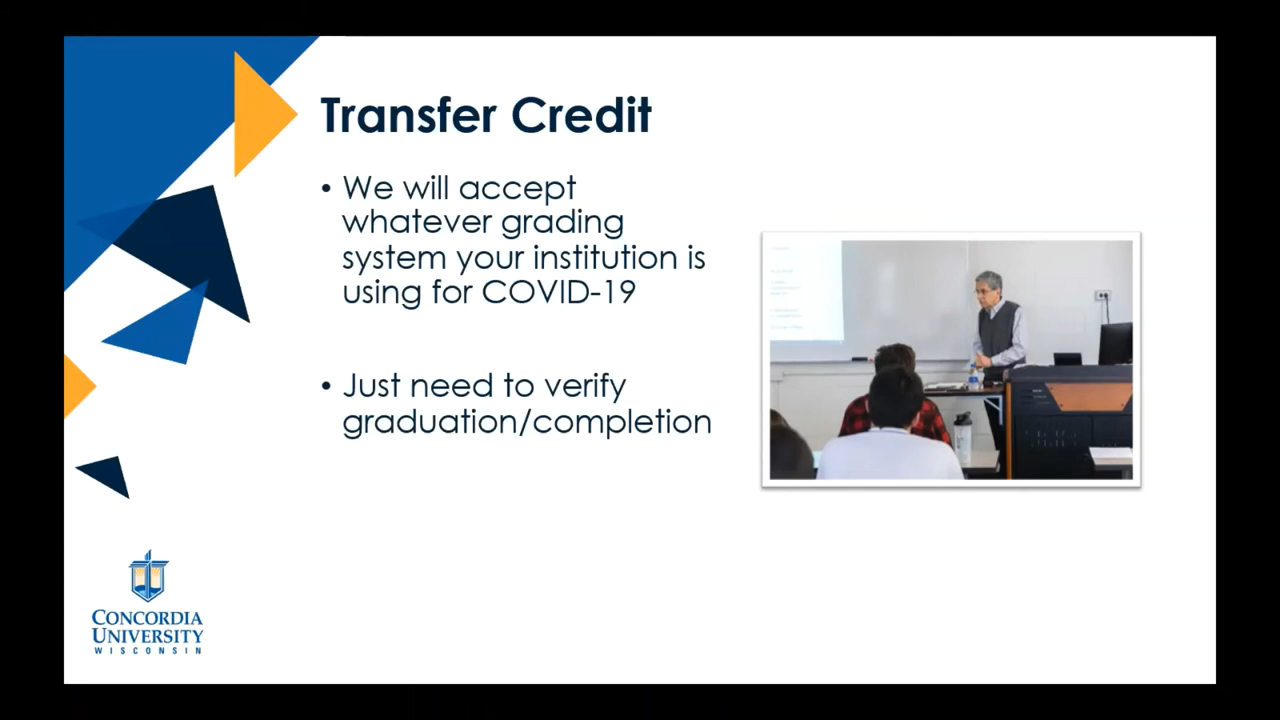 Transfer Credit
• We will accept
whatever grading
system your institution is
using for COVID-19
• Just need to verify
graduation/completion
CONCORDIA
UNIVERSITY
WISCONSIN